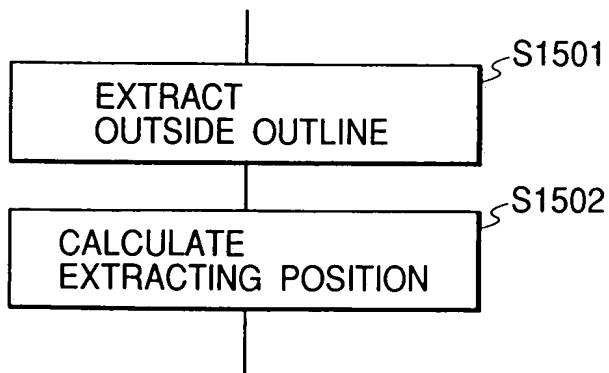 S1501
EXTRACT
OUTSIDE OUTLINE
S1502
CALCULATE
EXTRACTING POSITION